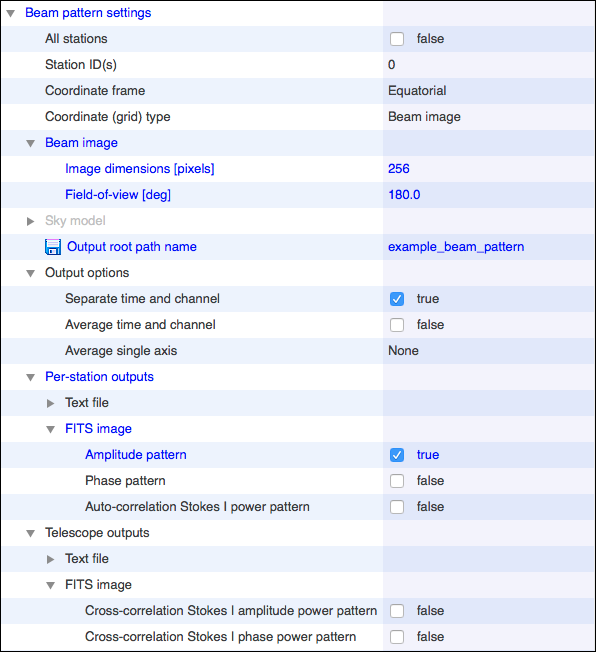 Beam pattern settings
All stations false
Station ID(s) 0
Coordinate frame Equatorial
Coordinate (grid) type Beam image
Beam image
Image dimensions [pixels] 256
Field-of-view [deg] 180.0
Sky model
Output root path name example_beam_pattern
Output options
Separate time and channel true
Average time and channel false
Average single axis None
Per-station outputs
Text file
FITS image
Amplitude pattern true
Phase pattern false
Auto-correlation Stokes I power pattern false
Telescope outputs
Text file
FITS image
Cross-correlation Stokes I amplitude power pattern false
Cross-correlation Stokes I phase power pattern false